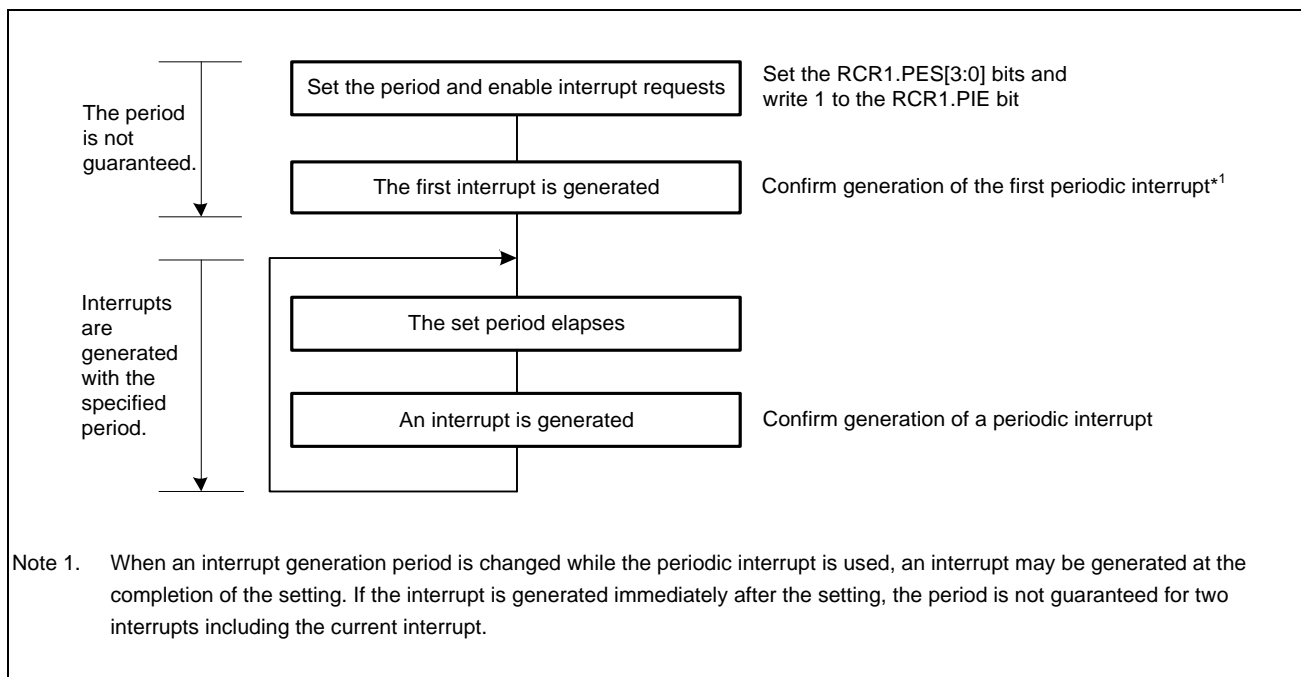 Set the period and enable interrupt requests
Set the RCR1.PES[3:0] bits and
write 1 to the RCR1.PIE bit
The period
is not
guaranteed.
The first interrupt is generated
Confirm generation of the first periodic interrupt*1
Interrupts
are
generated
with the
specified
period.
The set period elapses
An interrupt is generated
Confirm generation of a periodic interrupt
Note 1. When an interrupt generation period is changed while the periodic interrupt is used, an interrupt may be generated at the
completion of the setting. If the interrupt is generated immediately after the setting, the period is not guaranteed for two
interrupts including the current interrupt.